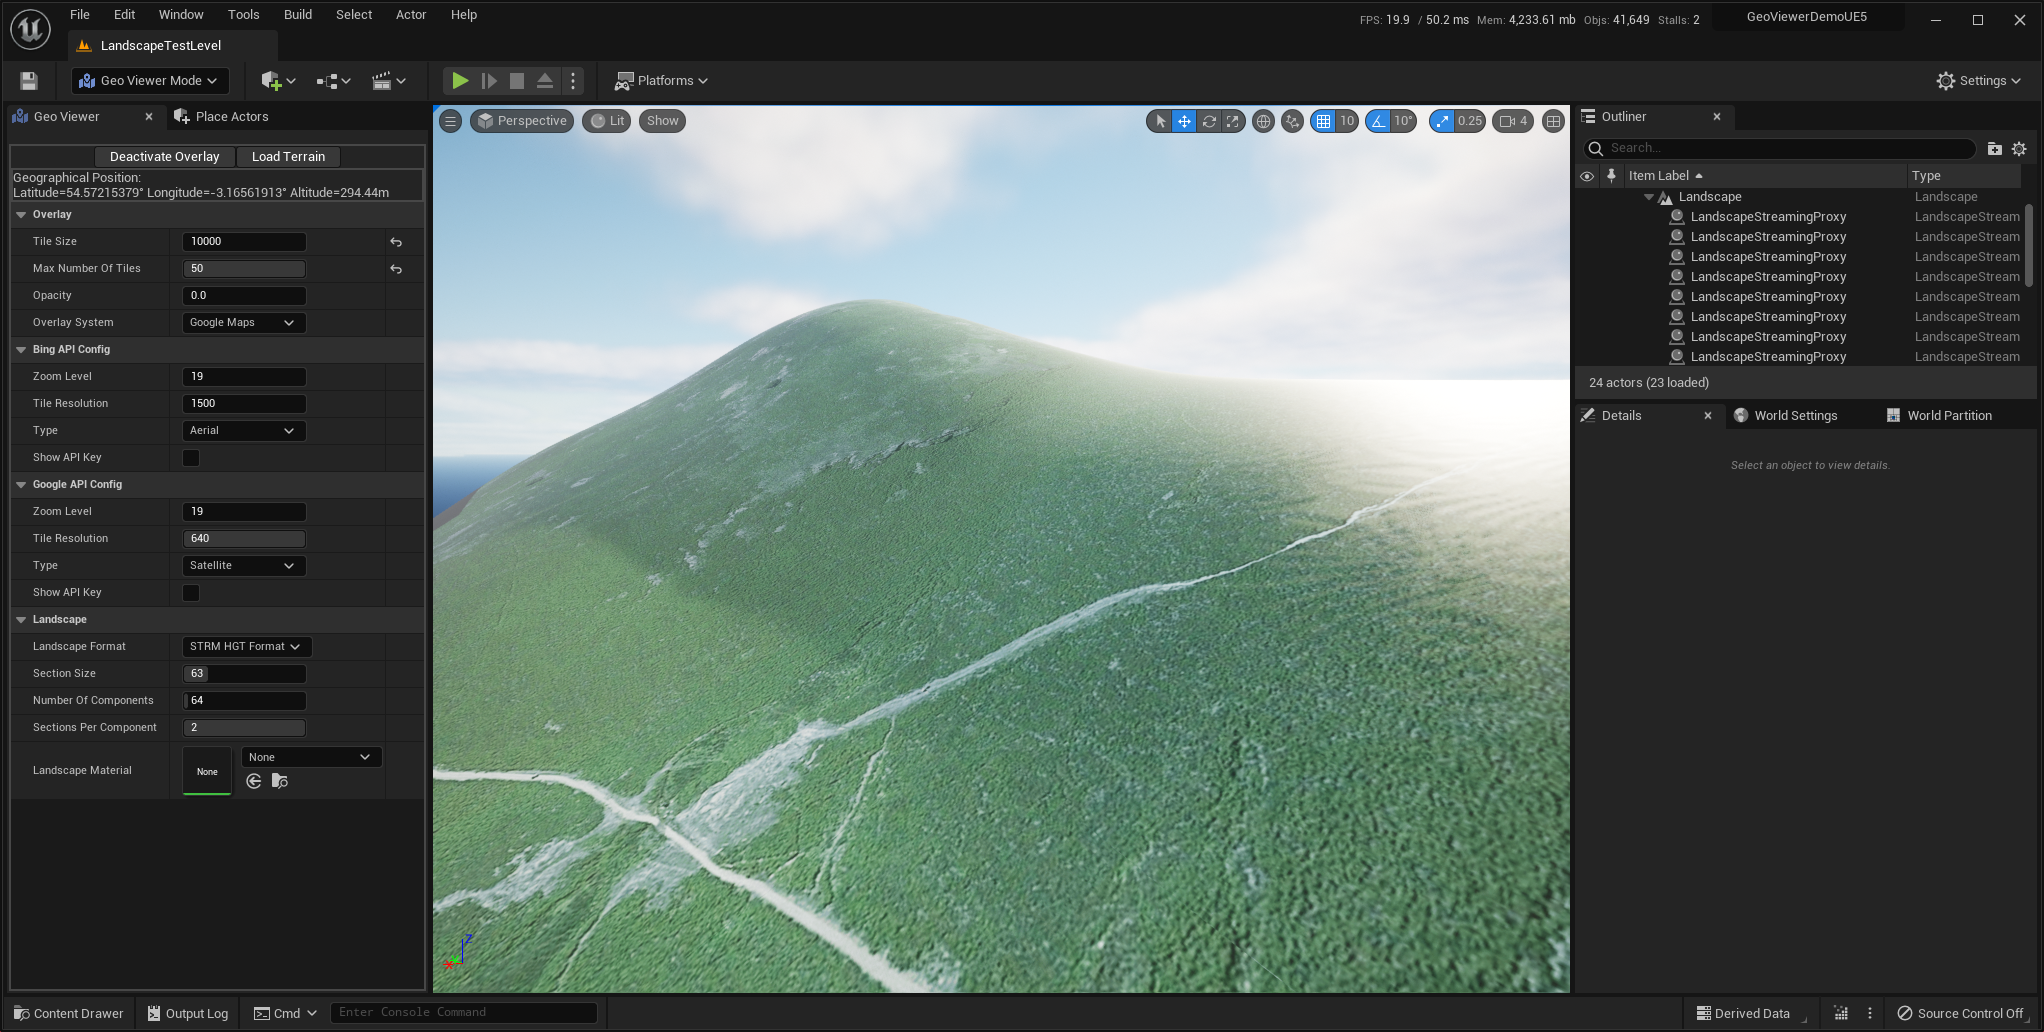 File Edit Window Tools Build Select Actor Help
FPS: 19.9 / 50.2 ms Mem: 4,233.61 mb Objs: 41,649 Stalls: 2
GeoViewerDemoUE5
LandscapeTestLevel
Geo Viewer Mode
Platforms
Settings
Geo Viewer
Place Actors
Deactivate Overlay
Load Terrain
Geographical Position:
Latitude=54.57215379° Longitude=-3.16561913° Altitude=294.44m
Overlay
Tile Size 10000
Max Number Of Tiles 50
Opacity 0.0
Overlay System Google Maps
Bing API Config
Zoom Level 19
Tile Resolution 1500
Type Aerial
Show API Key
Google API Config
Zoom Level 19
Tile Resolution 640
Type Satellite
Show API Key
Landscape
Landscape Format STRM HGT Format
Section Size 63
Number Of Components 64
Sections Per Component 2
Landscape Material None None
Perspective Lit Show
10 10° 0.25 4
Z
Outliner
Search...
Item Label Type
Landscape Landscape
LandscapeStreamingProxy LandscapeStream
LandscapeStreamingProxy LandscapeStream
LandscapeStreamingProxy LandscapeStream
LandscapeStreamingProxy LandscapeStream
LandscapeStreamingProxy LandscapeStream
LandscapeStreamingProxy LandscapeStream
LandscapeStreamingProxy LandscapeStream
LandscapeStreamingProxy LandscapeStream
24 actors (23 loaded)
Details
World Settings
World Partition
Select an object to view details.
Content Drawer
Output Log
Cmd
Enter Console Command
Derived Data
Source Control Off